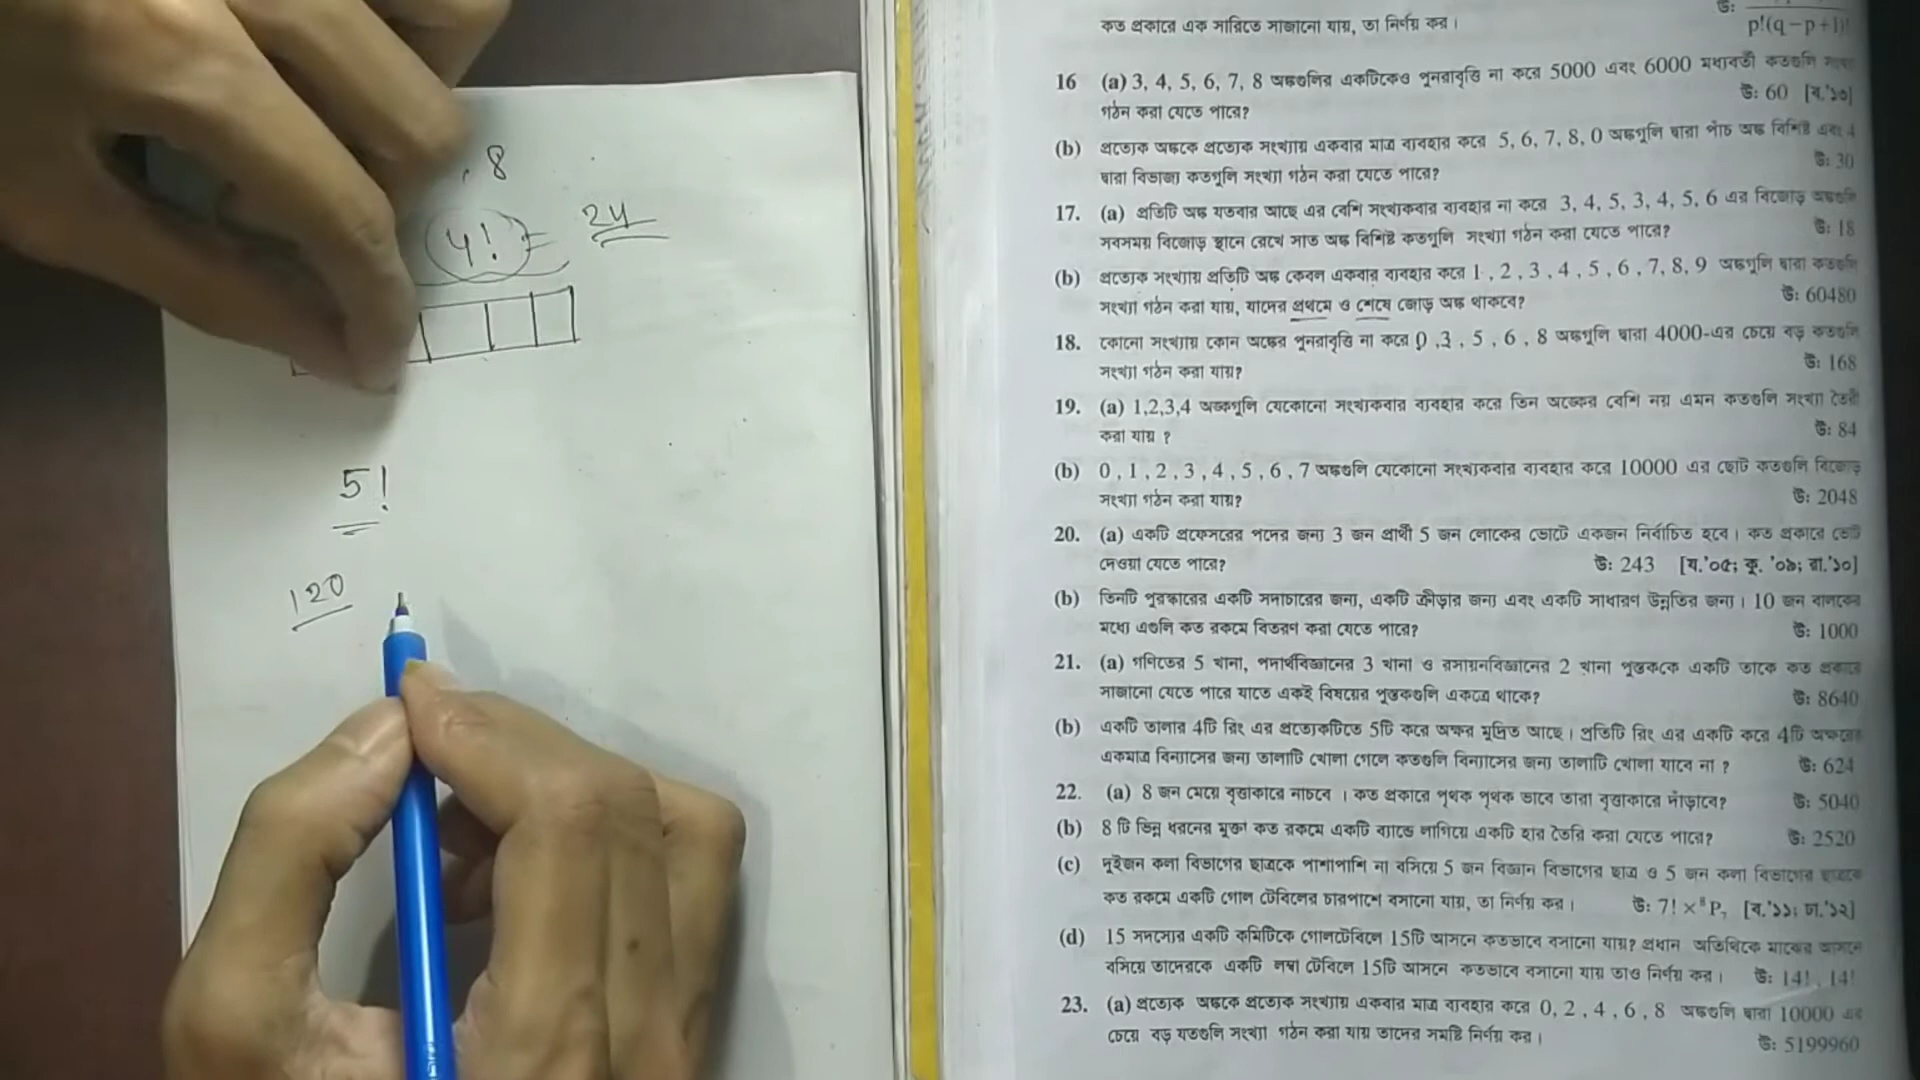 , 8
4! = 24
5!
120
কত প্রকারে এক সারিতে সাজানো যায়, তা নির্ণয় কর।
উ: p!(q−p+1)!
16 (a) 3, 4, 5, 6, 7, 8 অঙ্কগুলির একটিকেও পুনরাবৃত্তি না করে 5000 এবং 6000 মধ্যবর্তী কতগুলি
গঠন করা যেতে পারে? উ: 60 [ব.'১৩]
(b) প্রত্যেক অঙ্ককে প্রত্যেক সংখ্যায় একবার মাত্র ব্যবহার করে 5, 6, 7, 8, 0 অঙ্কগুলি দ্বারা পাঁচ অঙ্ক বিশিষ্ট এবং 4
দ্বারা বিভাজ্য কতগুলি সংখ্যা গঠন করা যেতে পারে? উ: 30
17. (a) প্রতিটি অঙ্ক যতবার আছে এর বেশি সংখ্যকবার ব্যবহার না করে 3, 4, 5, 3, 4, 5, 6 এর বিজোড় অঙ্কগুলি
সবসময় বিজোড় স্থানে রেখে সাত অঙ্ক বিশিষ্ট কতগুলি সংখ্যা গঠন করা যেতে পারে? উ: 18
(b) প্রত্যেক সংখ্যায় প্রতিটি অঙ্ক কেবল একবার ব্যবহার করে 1 , 2 , 3 , 4 , 5 , 6 , 7, 8, 9 অঙ্কগুলি দ্বারা কতগুলি
সংখ্যা গঠন করা যায়, যাদের প্রথমে ও শেষে জোড় অঙ্ক থাকবে? উ: 60480
18. কোনো সংখ্যায় কোন অঙ্কের পুনরাবৃত্তি না করে 0 , 3 , 5 , 6 , 8 অঙ্কগুলি দ্বারা 4000-এর চেয়ে বড় কতগুলি
সংখ্যা গঠন করা যায়? উ: 168
19. (a) 1,2,3,4 অঙ্কগুলি যেকোনো সংখ্যকবার ব্যবহার করে তিন অঙ্কের বেশি নয় এমন কতগুলি সংখ্যা তৈরী
করা যায় ? উ: 84
(b) 0 , 1 , 2 , 3 , 4 , 5 , 6 , 7 অঙ্কগুলি যেকোনো সংখ্যকবার ব্যবহার করে 10000 এর ছোট কতগুলি বিজোড়
সংখ্যা গঠন করা যায়? উ: 2048
20. (a) একটি প্রফেসরের পদের জন্য 3 জন প্রার্থী 5 জন লোকের ভোটে একজন নির্বাচিত হবে। কত প্রকারে ভোট
দেওয়া যেতে পারে? উ: 243 [য.'০৫; কু. '০৯; রা.'১০]
(b) তিনটি পুরস্কারের একটি সদাচারের জন্য, একটি ক্রীড়ার জন্য এবং একটি সাধারণ উন্নতির জন্য। 10 জন বালকের
মধ্যে এগুলি কত রকমে বিতরণ করা যেতে পারে? উ: 1000
21. (a) গণিতের 5 খানা, পদার্থবিজ্ঞানের 3 খানা ও রসায়নবিজ্ঞানের 2 খানা পুস্তককে একটি তাকে কত প্রকারে
সাজানো যেতে পারে যাতে একই বিষয়ের পুস্তকগুলি একত্রে থাকে? উ: 8640
(b) একটি তালার 4টি রিং এর প্রত্যেকটিতে 5টি করে অক্ষর মুদ্রিত আছে। প্রতিটি রিং এর একটি করে 4টি অক্ষরের
একমাত্র বিন্যাসের জন্য তালাটি খোলা গেলে কতগুলি বিন্যাসের জন্য তালাটি খোলা যাবে না ? উ: 624
22. (a) 8 জন মেয়ে বৃত্তাকারে নাচবে । কত প্রকারে পৃথক পৃথক ভাবে তারা বৃত্তাকারে দাঁড়াবে? উ: 5040
(b) 8 টি ভিন্ন ধরনের মুক্তা কত রকমে একটি ব্যান্ডে লাগিয়ে একটি হার তৈরি করা যেতে পারে? উ: 2520
(c) দুইজন কলা বিভাগের ছাত্রকে পাশাপাশি না বসিয়ে 5 জন বিজ্ঞান বিভাগের ছাত্র ও 5 জন কলা বিভাগের ছাত্রকে
কত রকমে একটি গোল টেবিলের চারপাশে বসানো যায়, তা নির্ণয় কর। উ: 7! × ⁸P₇ [ব.'১১; ঢা.'১২]
(d) 15 সদস্যের একটি কমিটিকে গোলটেবিলে 15টি আসনে কতভাবে বসানো যায়? প্রধান অতিথিকে মাঝের আসনে
বসিয়ে তাদেরকে একটি লম্বা টেবিলে 15টি আসনে কতভাবে বসানো যায় তাও নির্ণয় কর। উ: 14! , 14!
23. (a) প্রত্যেক অঙ্ককে প্রত্যেক সংখ্যায় একবার মাত্র ব্যবহার করে 0, 2 , 4 , 6 , 8 অঙ্কগুলি দ্বারা 10000 এর
চেয়ে বড় যতগুলি সংখ্যা গঠন করা যায় তাদের সমষ্টি নির্ণয় কর। উ: 5199960